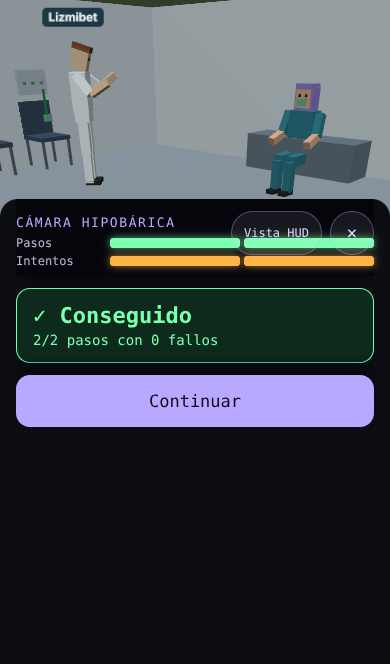 Lizmibet
CÁMARA HIPOBÁRICA
Vista HUD
✕
Pasos
Intentos
✓ Conseguido
2/2 pasos con 0 fallos
Continuar